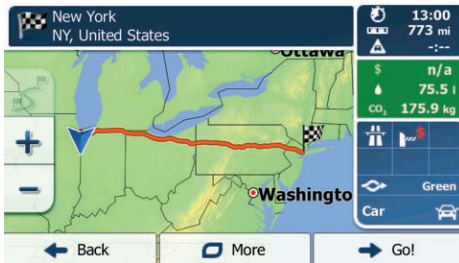 New York
NY, United States
13:00
773 mi
-:--
$ n/a
75.5 l
CO₂ 175.9 kg
Ottawa
+
Washingto
-
$
Green
Car
Back
More
Go!